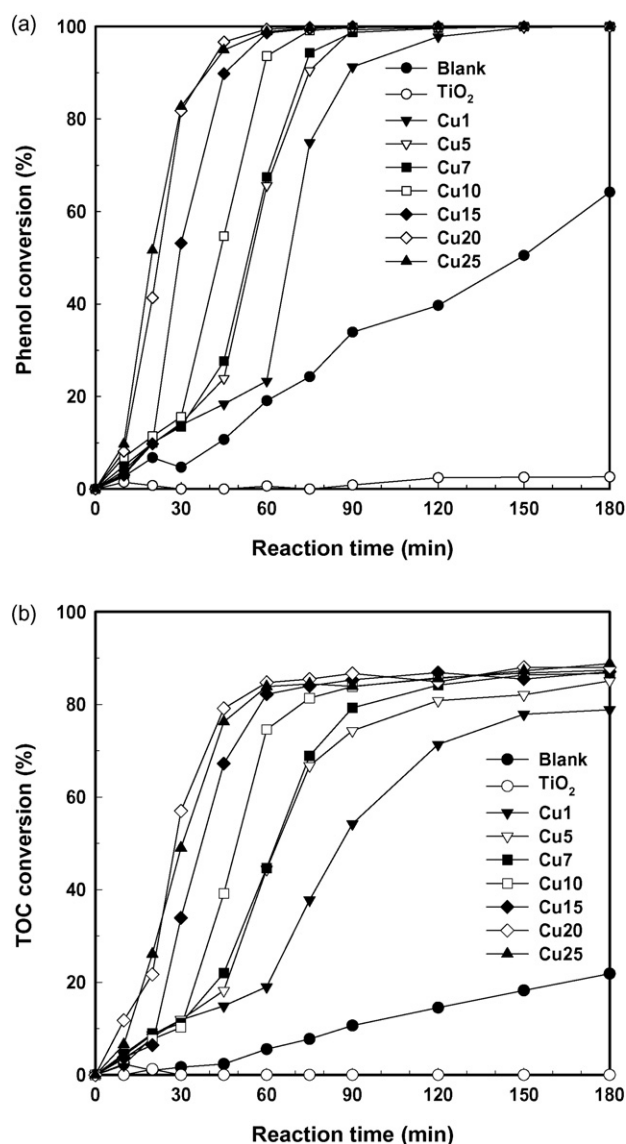 (a)
100
80
60
40
20
0
Phenol conversion (%)
Blank
TiO₂
Cu1
Cu5
Cu7
Cu10
Cu15
Cu20
Cu25
0 30 60 90 120 150 180
Reaction time (min)
(b)
100
80
60
40
20
0
TOC conversion (%)
Blank
TiO₂
Cu1
Cu5
Cu7
Cu10
Cu15
Cu20
Cu25
0 30 60 90 120 150 180
Reaction time (min)